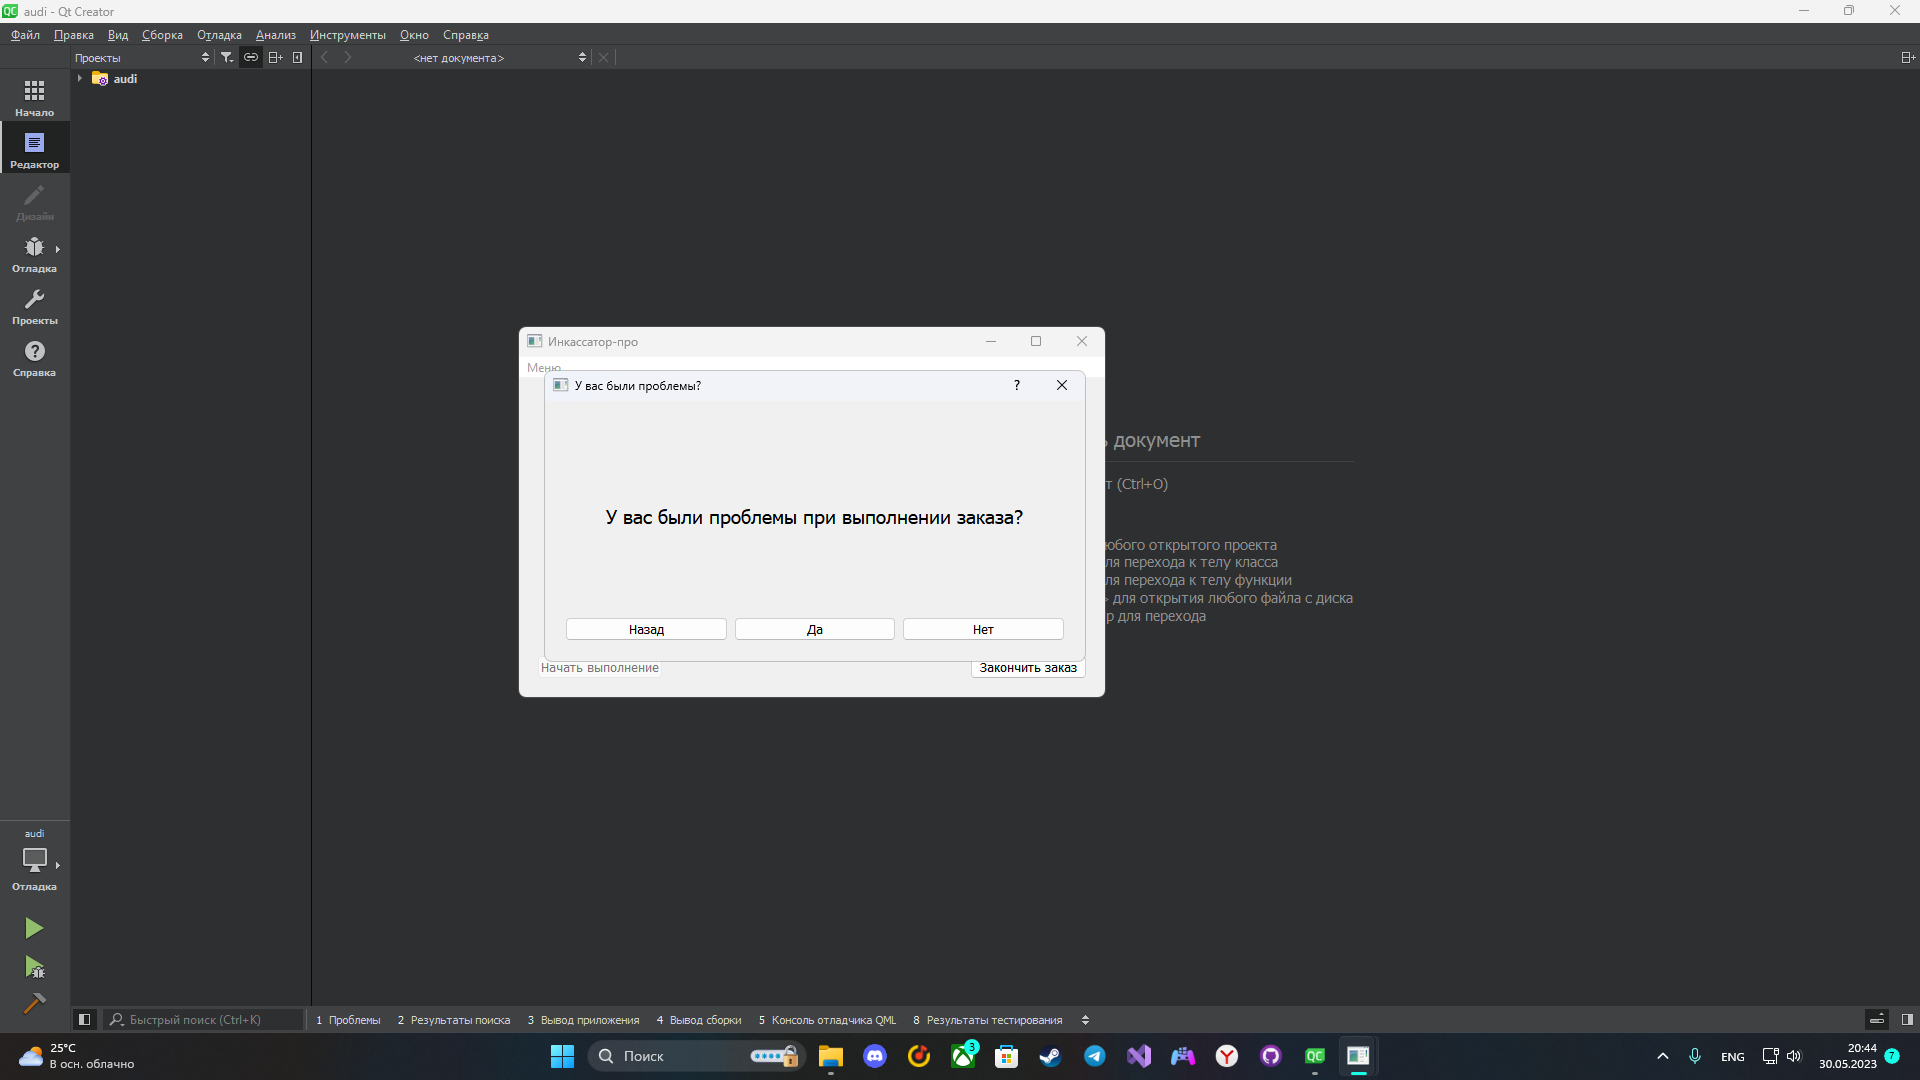 audi - Qt Creator
Файл Правка Вид Сборка Отладка Анализ Инструменты Окно Справка
Проекты
<нет документа>
audi
Начало
Редактор
Дизайн
Отладка
Проекты
Справка
Инкассатор-про
Меню
У вас были проблемы?
?
У вас были проблемы при выполнении заказа?
Назад Да Нет
Начать выполнение
Закончить заказ
документ
(Ctrl+O)
открытого проекта
перехода к телу класса
перехода к телу функции
для открытия любого файла с диска
для перехода
audi
Отладка
Быстрый поиск (Ctrl+K)
1 Проблемы 2 Результаты поиска 3 Вывод приложения 4 Вывод сборки 5 Консоль отладчика QML 8 Результаты тестирования
25°C
В осн. облачно
Поиск
3
QC
ENG
20:44
30.05.2023
7